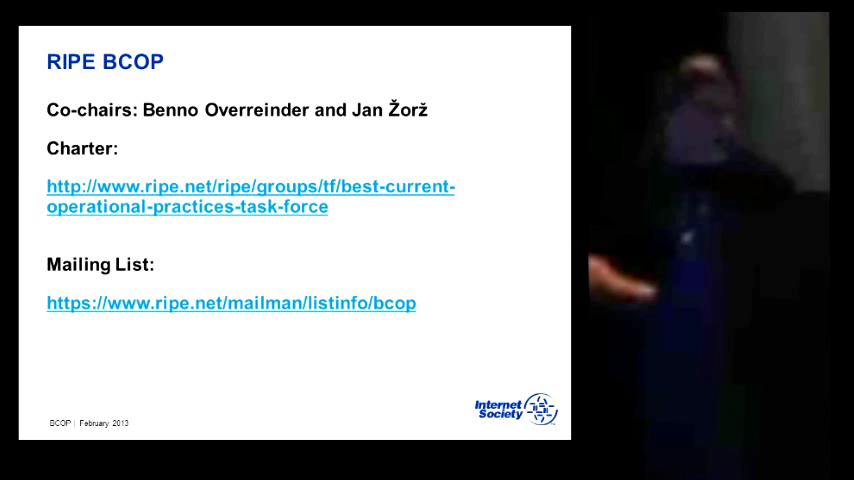 RIPE BCOP
Co-chairs: Benno Overreinder and Jan Žorž
Charter:
http://www.ripe.net/ripe/groups/tf/best-current-
operational-practices-task-force
Mailing List:
https://www.ripe.net/mailman/listinfo/bcop
BCOP | February 2013
Internet
Society